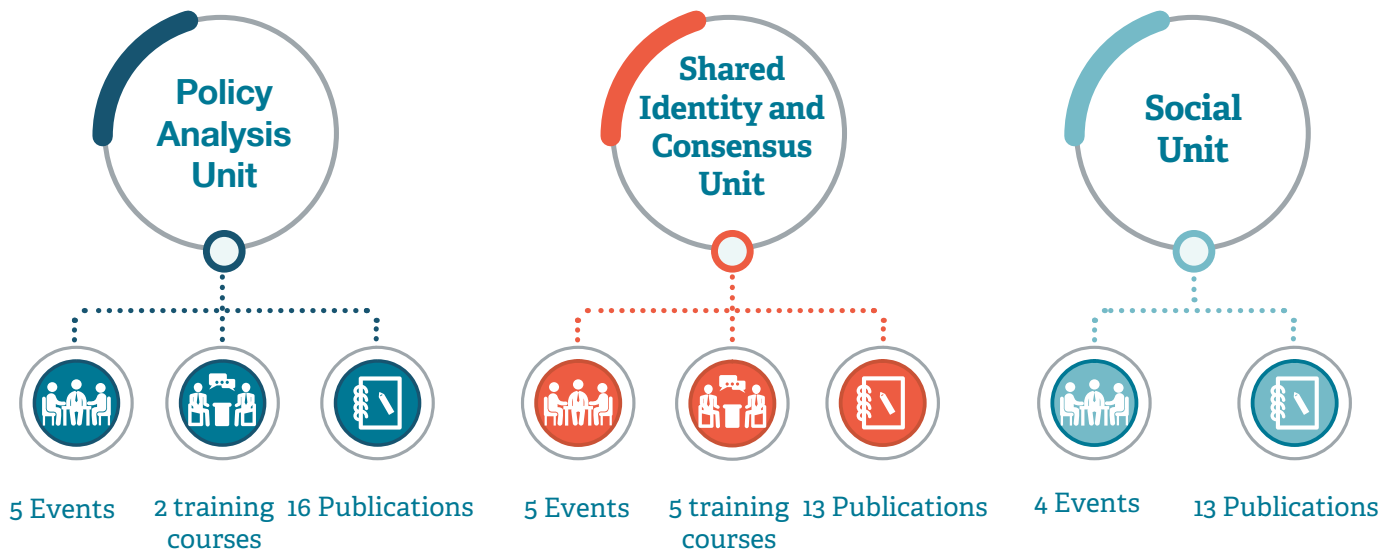 Policy
Analysis
Unit
Shared
Identity and
Consensus
Unit
Social
Unit
5 Events
2 training
courses
16 Publications
5 Events
5 training
courses
13 Publications
4 Events
13 Publications